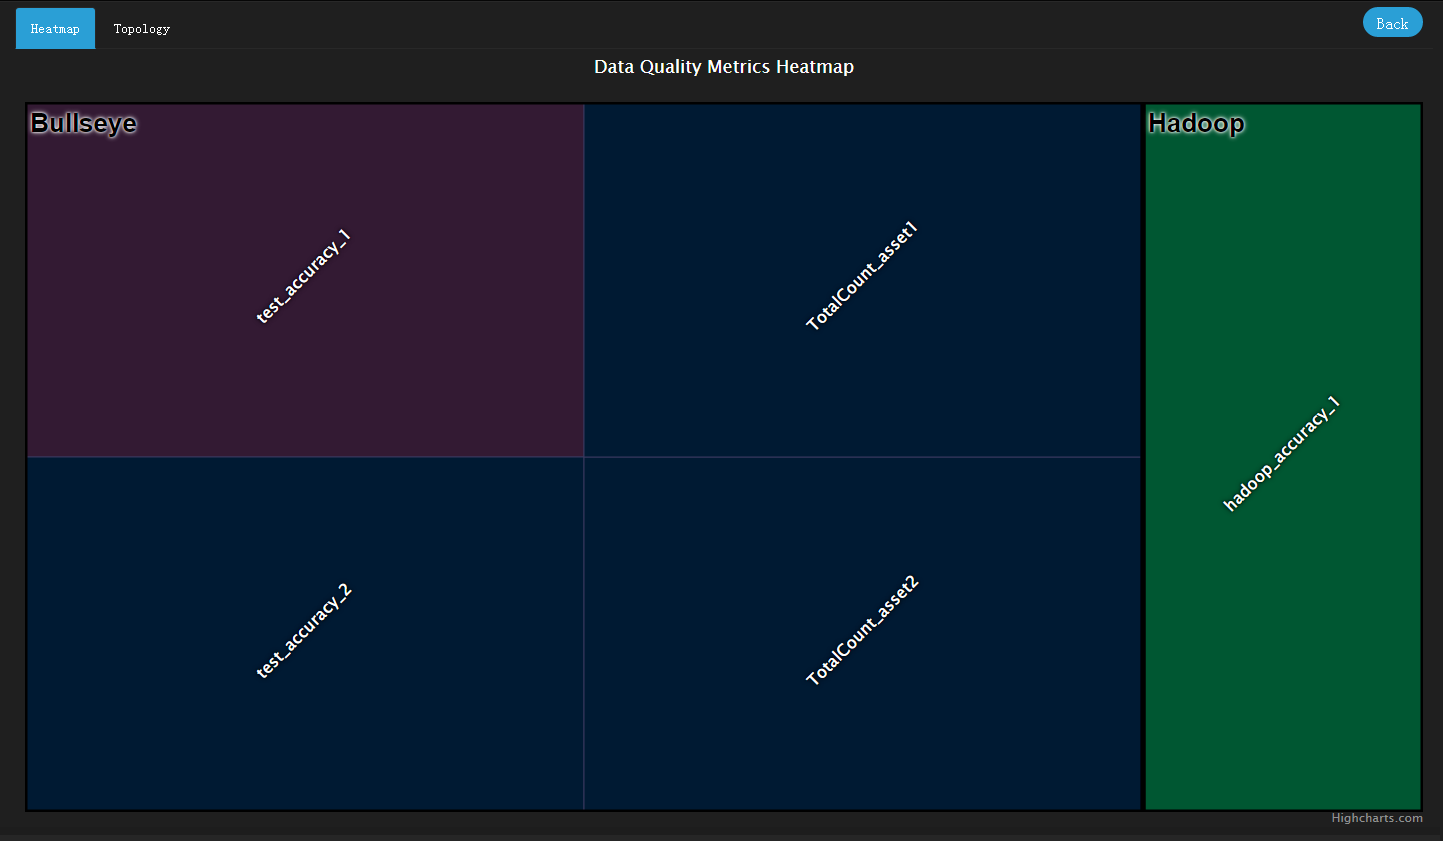 Heatmap
Topology
Back
Data Quality Metrics Heatmap
Bullseye
Hadoop
test_accuracy_1
TotalCount_asset1
hadoop_accuracy_1
test_accuracy_2
TotalCount_asset2
Highcharts.com